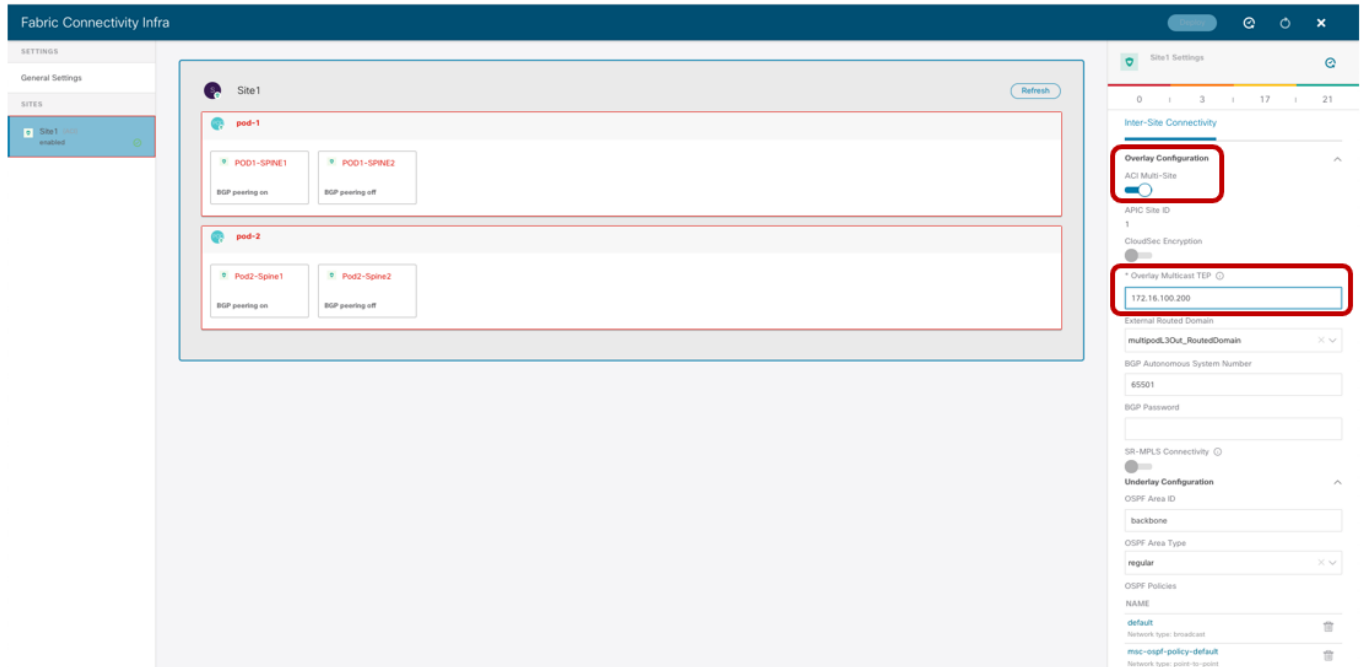 Fabric Connectivity Infra
Deploy
SETTINGS
General Settings
SITES
Site1
enabled
Site1
Refresh
pod-1
POD1-SPINE1
POD1-SPINE2
BGP peering on
BGP peering off
pod-2
Pod2-Spine1
Pod2-Spine2
BGP peering on
BGP peering off
Site1 Settings
0 3 17 21
Inter-Site Connectivity
Overlay Configuration
ACI Multi-Site
APIC Site ID
1
CloudSec Encryption
* Overlay Multicast TEP
172.16.100.200
External Routed Domain
multipodL3Out_RoutedDomain
BGP Autonomous System Number
65501
BGP Password
SR-MPLS Connectivity
Underlay Configuration
OSPF Area ID
backbone
OSPF Area Type
regular
OSPF Policies
NAME
default
Network type: broadcast
msc-ospf-policy-default
Network type: point-to-point